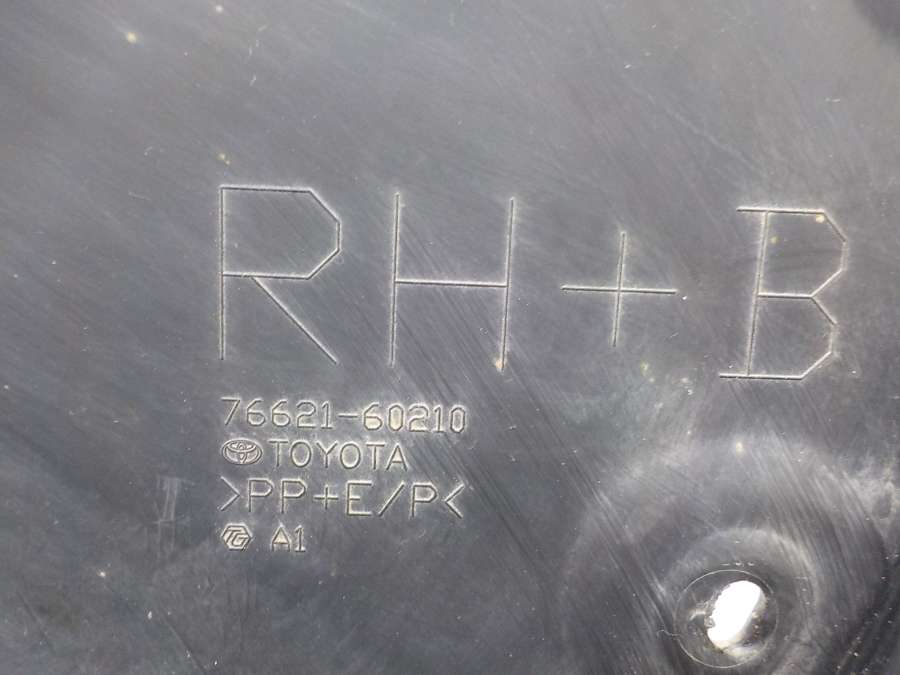 RH+B
76621-60210
TOYOTA
>PP+E/P<
A1